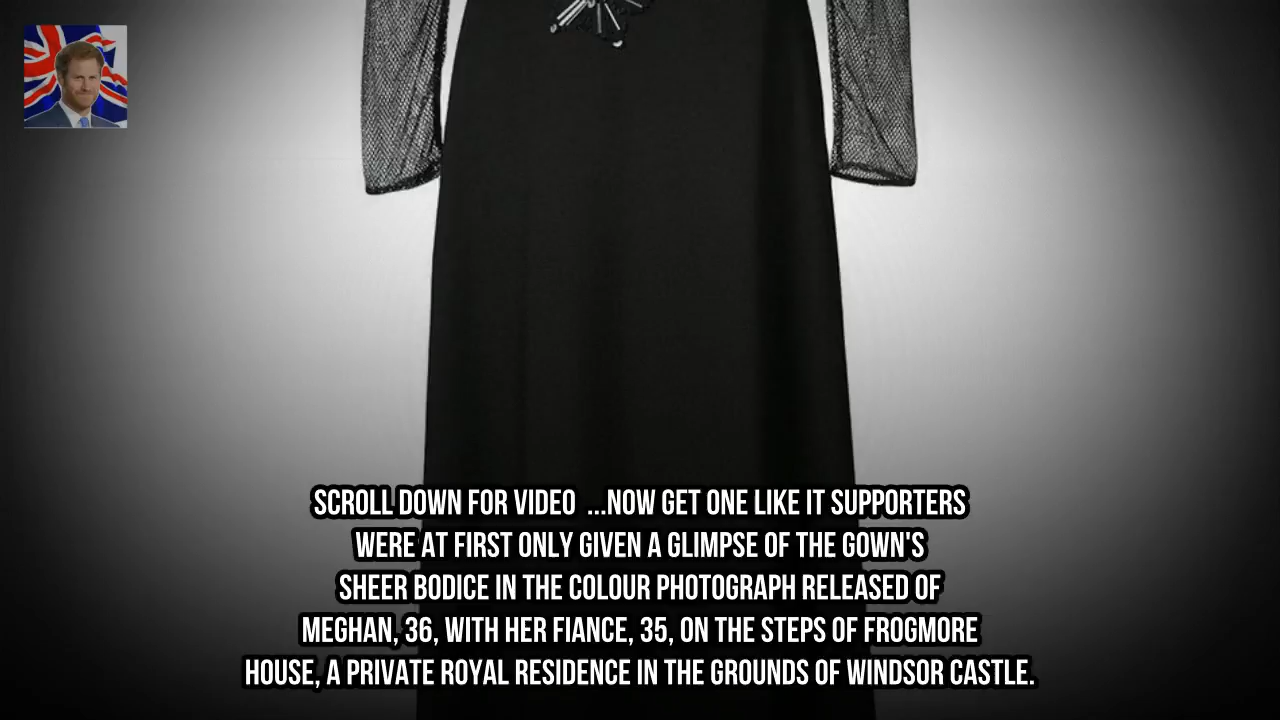 SCROLL DOWN FOR VIDEO ...NOW GET ONE LIKE IT SUPPORTERS
WERE AT FIRST ONLY GIVEN A GLIMPSE OF THE GOWN'S
SHEER BODICE IN THE COLOUR PHOTOGRAPH RELEASED OF
MEGHAN, 36, WITH HER FIANCE, 35, ON THE STEPS OF FROGMORE
HOUSE, A PRIVATE ROYAL RESIDENCE IN THE GROUNDS OF WINDSOR CASTLE.